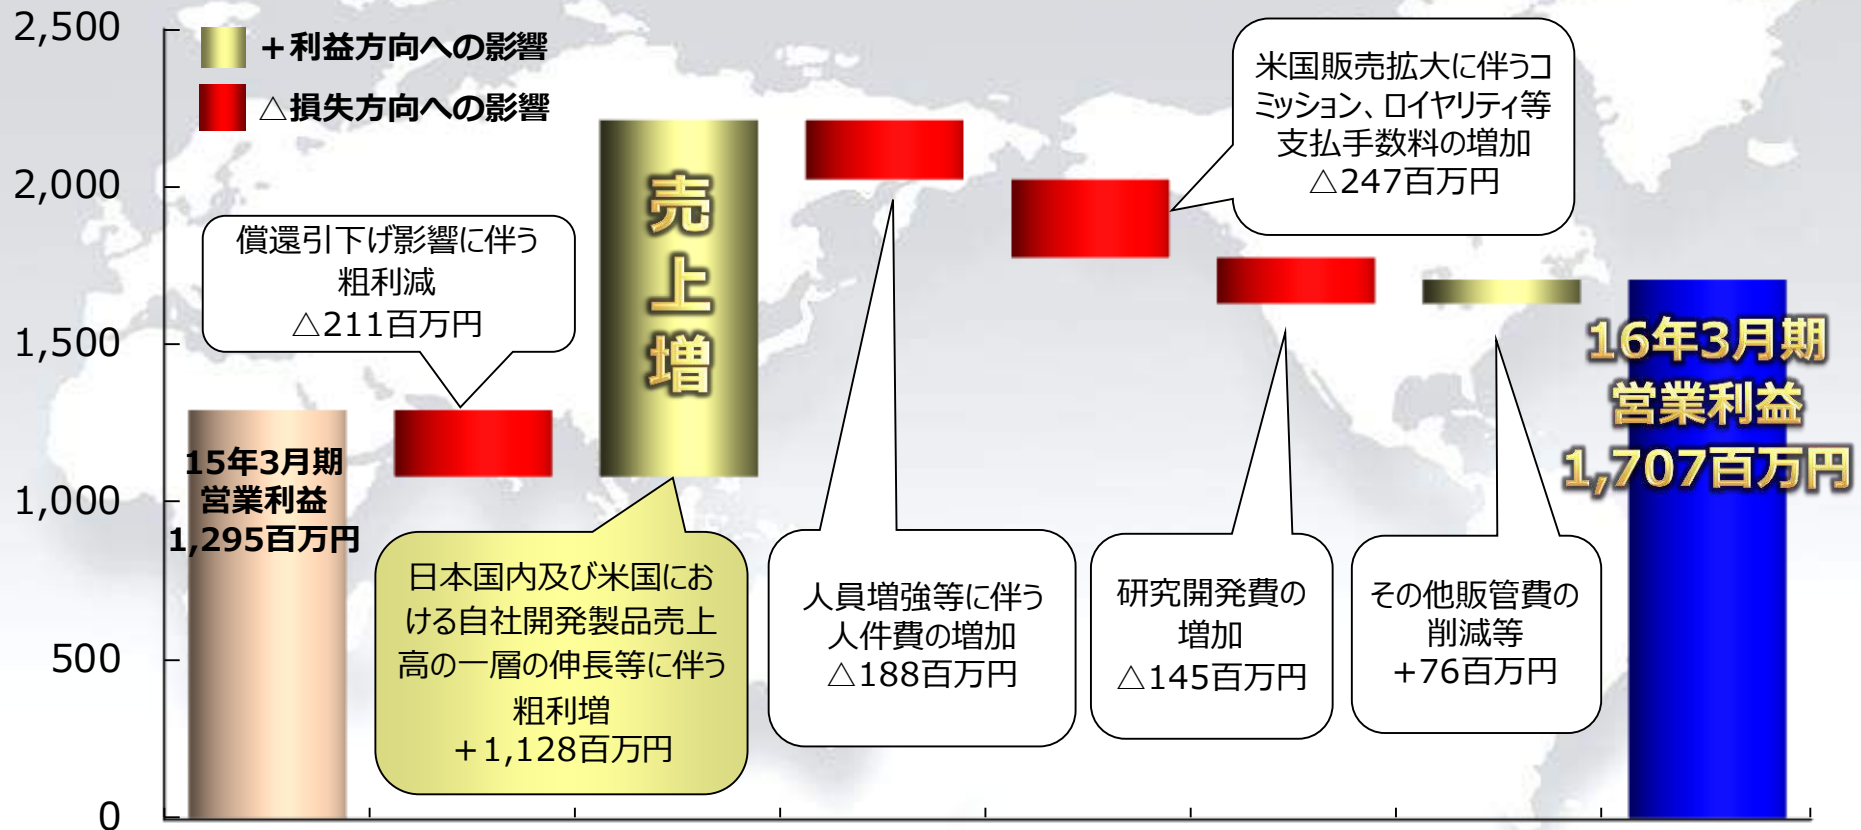 2,500
2,000
1,500
1,000
500
0
+利益方向への影響
△損失方向への影響
15年3月期
営業利益
1,295百万円
償還引下げ影響に伴う
粗利減
△211百万円
売
上
増
日本国内及び米国にお
ける自社開発製品売上
高の一層の伸長等に伴う
粗利増
+1,128百万円
人員増強等に伴う
人件費の増加
△188百万円
米国販売拡大に伴うコ
ミッション、ロイヤリティ等
支払手数料の増加
△247百万円
研究開発費の
増加
△145百万円
その他販管費の
削減等
+76百万円
16年3月期
営業利益
1,707百万円